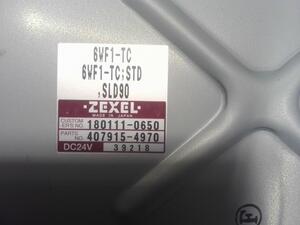 6WF1-TC
6WF1-TC;STD
,SLD90
ZEXEL
MADE IN JAPAN
CUSTOM
-ERS NO. 180111-0650
PARTS
NO. 407915-4970
DC24V 39218